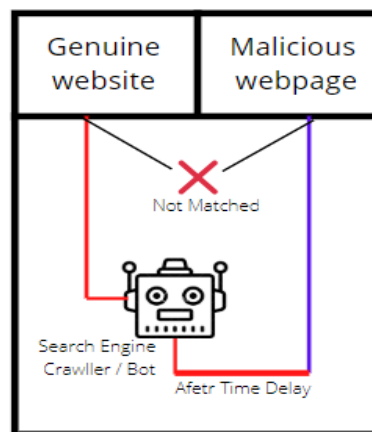 Genuine
website
Malicious
webpage
Not Matched
Search Engine
Crawller / Bot
Afetr Time Delay